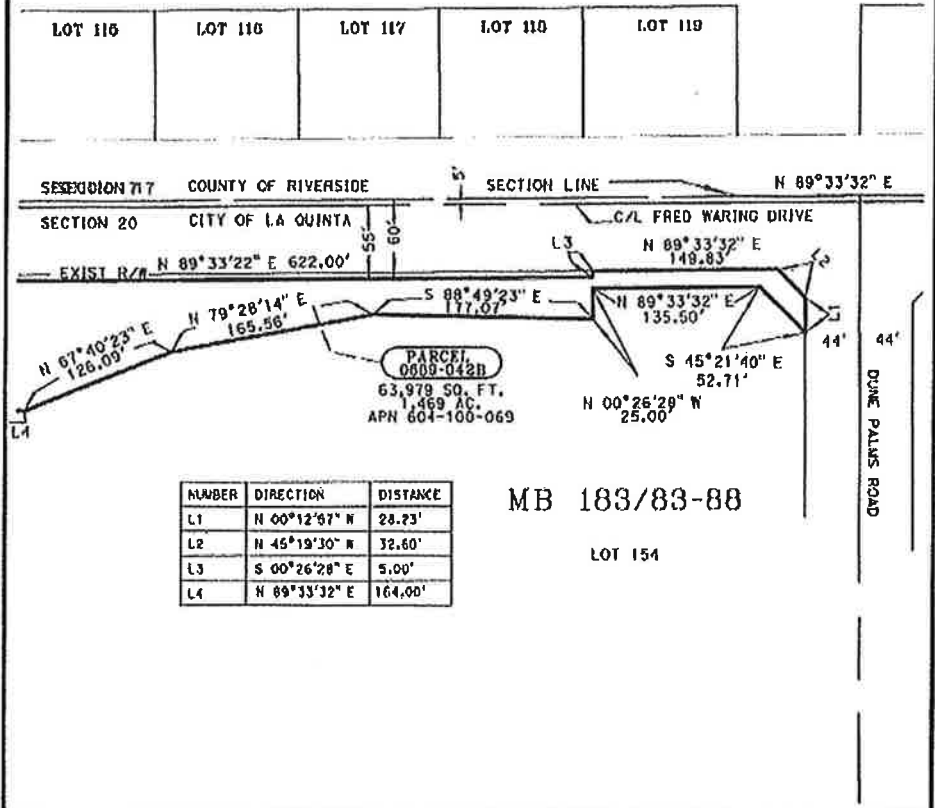 LOT 115
LOT 116
LOT 117
LOT 118
LOT 119
COUNTY OF RIVERSIDE
SECTION 20
CITY OF LA QUINTA
55'
60'
5'
SECTION LINE
N 89°33'32" E
C/L FRED WARING DRIVE
EXIST R/W
N 89°33'22" E 622.00'
L3
N 89°33'32" E
149.83'
L2
L1
N 67°40'23" E
126.09'
N 79°28'14" E
165.56'
S 88°49'23" E
177.07'
N 89°33'32" E
135.50'
S 45°21'40" E
52.71'
N 00°26'28" W
25.00'
44'
44'
DUNE PALMS ROAD
L4
PARCEL
0609-042B
63,979 SQ. FT.
1.469 AC.
APN 604-100-069
NUMBER DIRECTION DISTANCE
L1 N 00°12'07" W 28.23'
L2 N 45°19'30" W 32.60'
L3 S 00°26'28" E 5.00'
L4 N 89°33'32" E 164.00'
MB 183/83-88
LOT 154